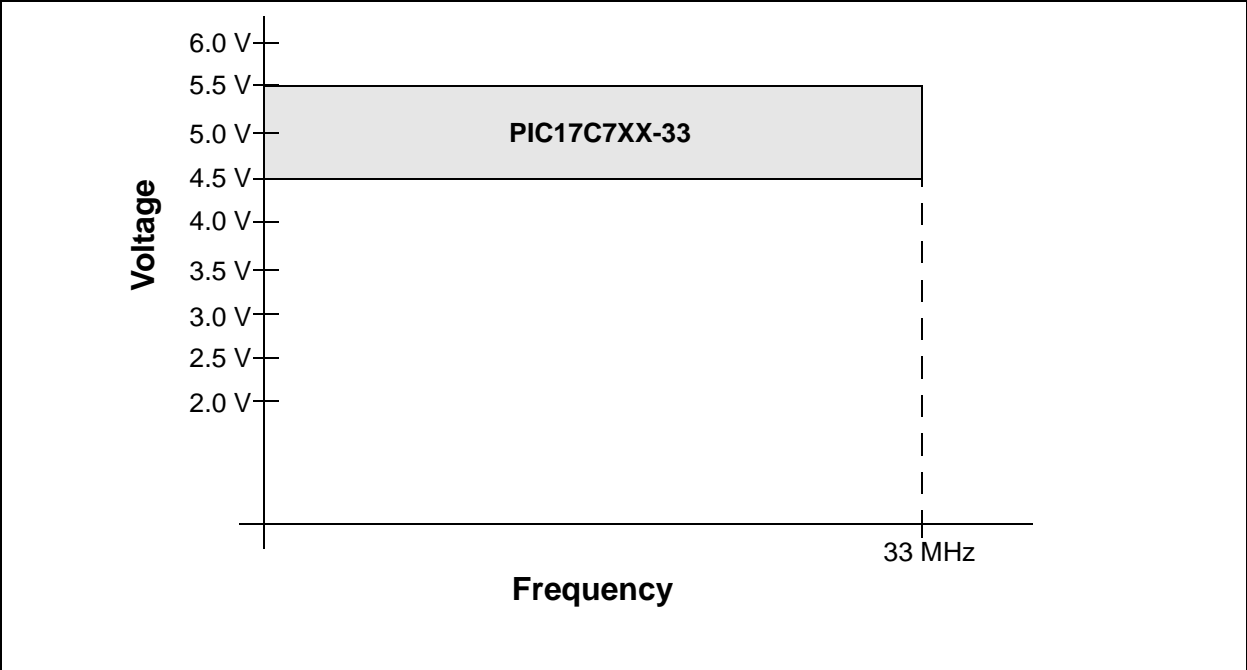 6.0 V
5.5 V
5.0 V
4.5 V
4.0 V
3.5 V
3.0 V
2.5 V
2.0 V
Voltage
PIC17C7XX-33
33 MHz
Frequency